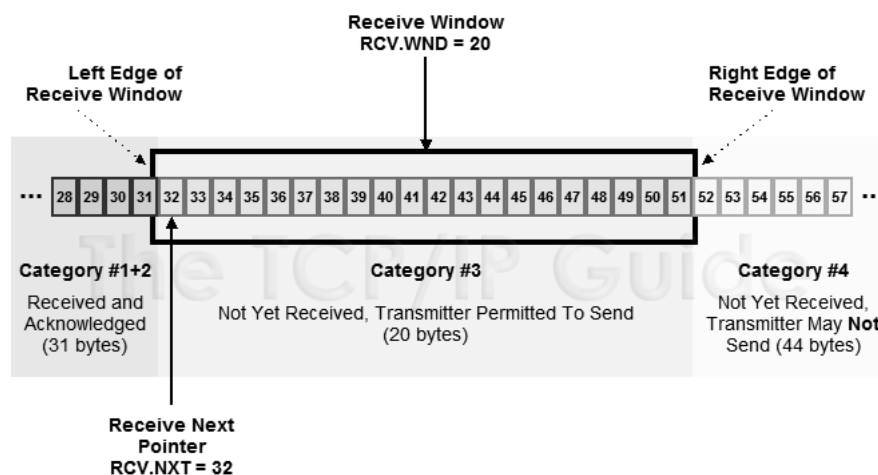 Receive Window
RCV.WND = 20
Left Edge of
Receive Window
Right Edge of
Receive Window
... 28 29 30 31 32 33 34 35 36 37 38 39 40 41 42 43 44 45 46 47 48 49 50 51 52 53 54 55 56 57 ..
The TCP/IP Guide
Category #1+2
Received and
Acknowledged
(31 bytes)
Category #3
Not Yet Received, Transmitter Permitted To Send
(20 bytes)
Category #4
Not Yet Received,
Transmitter May Not
Send (44 bytes)
Receive Next
Pointer
RCV.NXT = 32